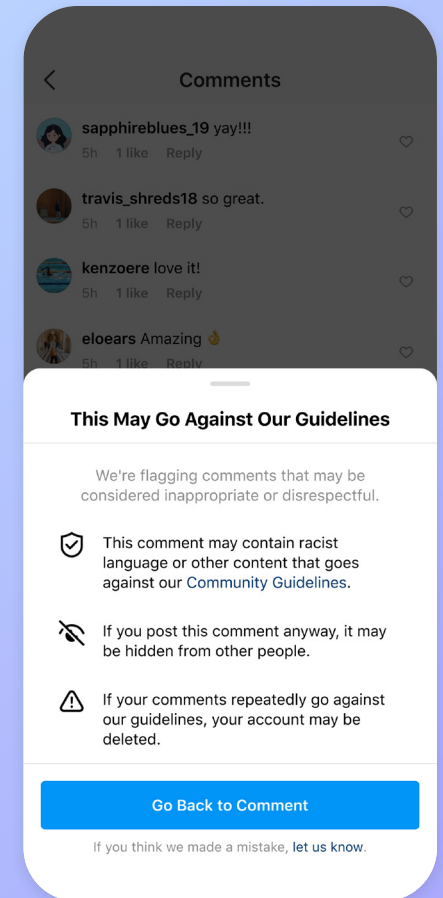 Comments
sapphireblues_19 yay!!!
5h 1 like Reply
travis_shreds18 so great.
5h 1 like Reply
kenzoere love it!
5h 1 like Reply
eloears Amazing 👌
5h 1 like Reply
This May Go Against Our Guidelines
We're flagging comments that may be
considered inappropriate or disrespectful.
This comment may contain racist
language or other content that goes
against our Community Guidelines.
If you post this comment anyway, it may
be hidden from other people.
If your comments repeatedly go against
our guidelines, your account may be
deleted.
Go Back to Comment
If you think we made a mistake, let us know.